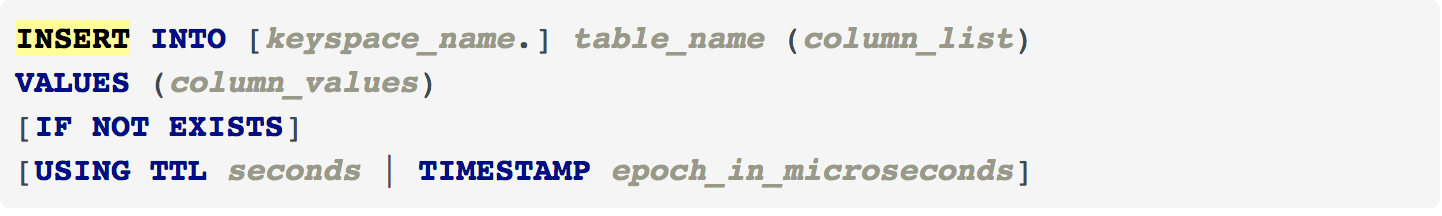 INSERT INTO [keyspace_name.] table_name (column_list)
VALUES (column_values)
[IF NOT EXISTS]
[USING TTL seconds | TIMESTAMP epoch_in_microseconds]